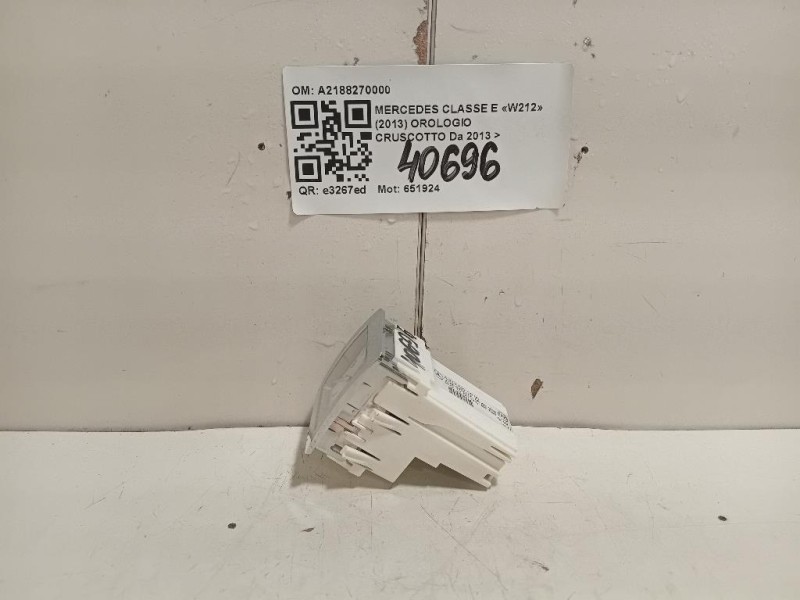 OM: A2188270000
MERCEDES CLASSE E «W212»
(2013) OROLOGIO
CRUSCOTTO Da 2013 >
40696
QR: e3267ed Mot: 651924